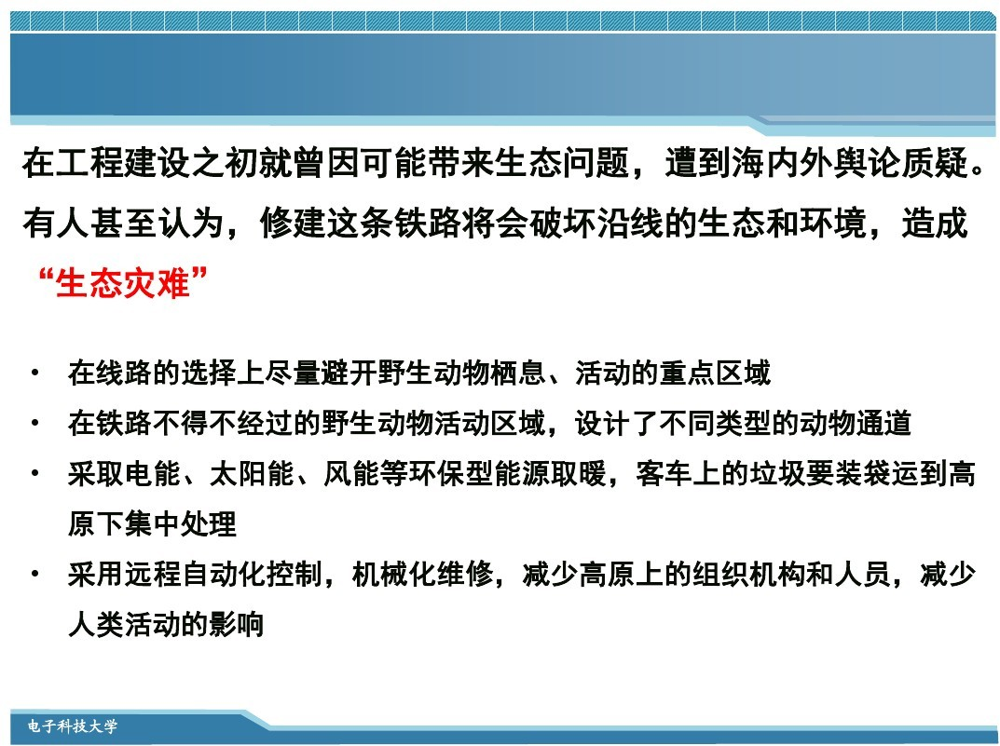 在工程建设之初就曾因可能带来生态问题，遭到海内外舆论质疑。
有人甚至认为，修建这条铁路将会破坏沿线的生态和环境，造成
“生态灾难”
• 在线路的选择上尽量避开野生动物栖息、活动的重点区域
• 在铁路不得不经过的野生动物活动区域，设计了不同类型的动物通道
• 采取电能、太阳能、风能等环保型能源取暖，客车上的垃圾要装袋运到高
原下集中处理
• 采用远程自动化控制，机械化维修，减少高原上的组织机构和人员，减少
人类活动的影响
电子科技大学